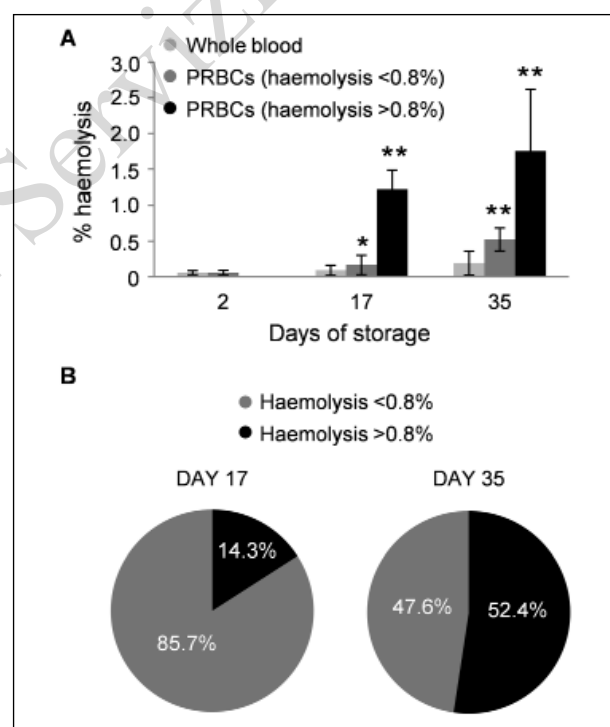 Servizi
A
Whole blood
PRBCs (haemolysis <0.8%)
PRBCs (haemolysis >0.8%)
% haemolysis
3.0
2.5
2.0
1.5
1.0
0.5
0
*
**
**
**
2
17
35
Days of storage
B
Haemolysis <0.8%
Haemolysis >0.8%
DAY 17
DAY 35
14.3%
85.7%
47.6%
52.4%